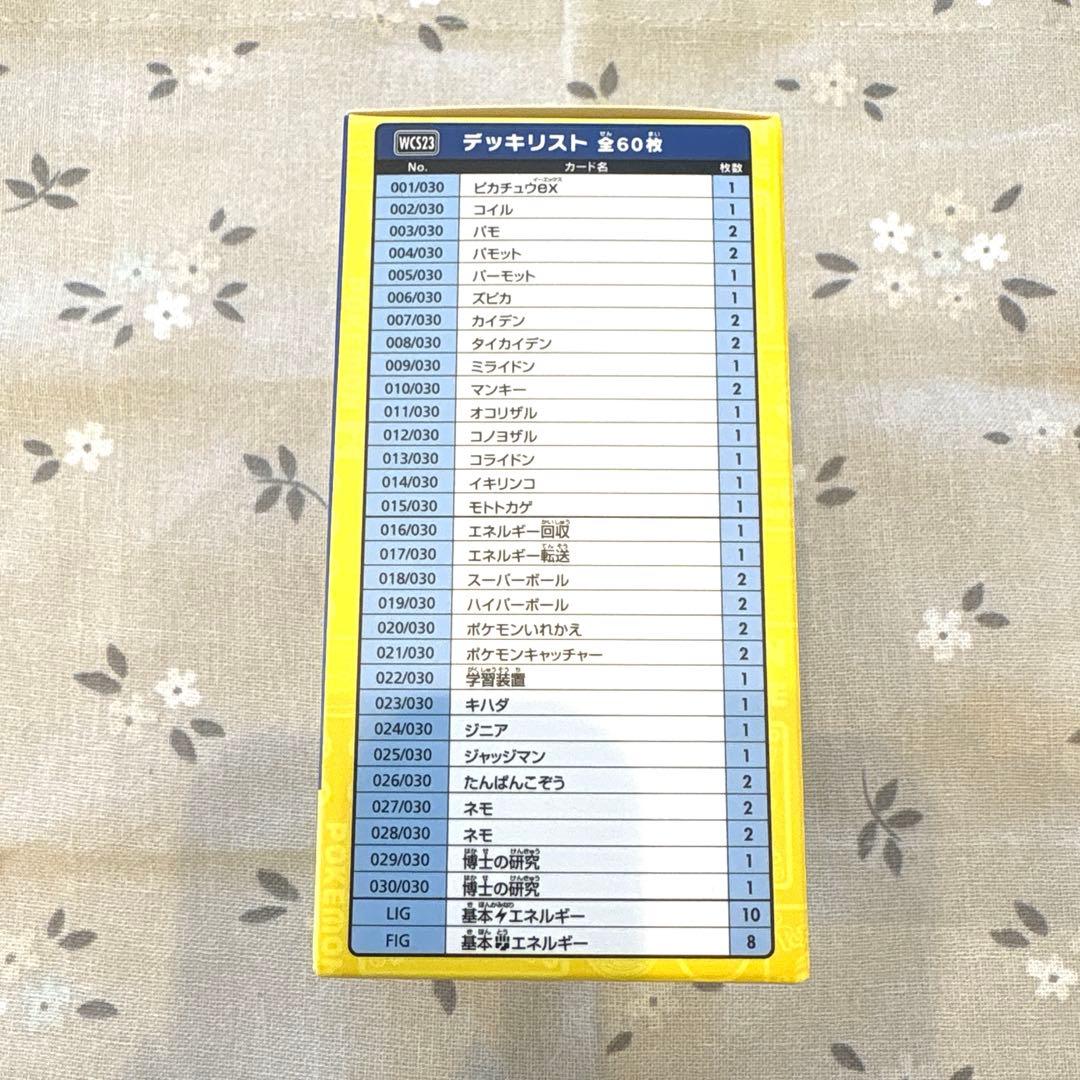 WCS23 デッキリスト 全60枚
No. カード名 枚数
001/030 ピカチュウex 1
002/030 コイル 1
003/030 パモ 2
004/030 パモット 2
005/030 パーモット 1
006/030 ズピカ 1
007/030 カイデン 2
008/030 タイカイデン 2
009/030 ミライドン 1
010/030 マンキー 2
011/030 オコリザル 1
012/030 コノヨザル 1
013/030 コライドン 1
014/030 イキリンコ 1
015/030 モトトカゲ 1
016/030 エネルギー回収 1
017/030 エネルギー転送 1
018/030 スーパーボール 2
019/030 ハイパーボール 2
020/030 ポケモンいれかえ 2
021/030 ポケモンキャッチャー 2
022/030 学習装置 1
023/030 キハダ 1
024/030 ジニア 1
025/030 ジャッジマン 1
026/030 たんぱんこぞう 2
027/030 ネモ 2
028/030 ネモ 2
029/030 博士の研究 1
030/030 博士の研究 1
LIG 基本エネルギー 10
FIG 基本エネルギー 8
POKÉMON